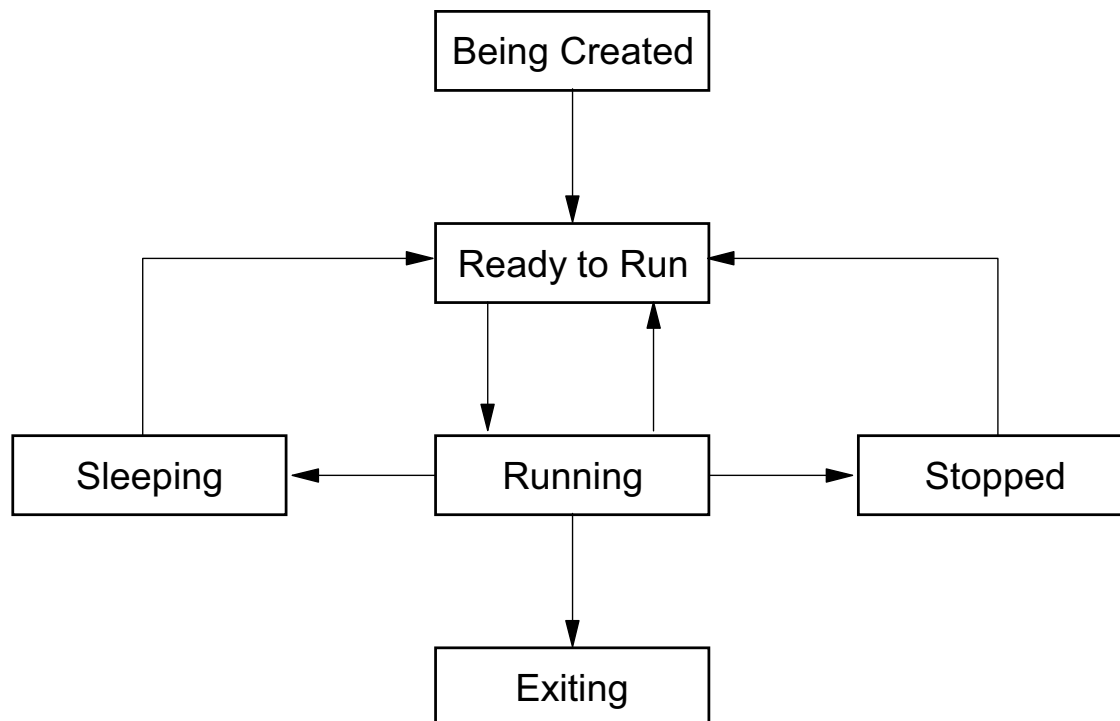 Being Created
Ready to Run
Sleeping
Running
Stopped
Exiting